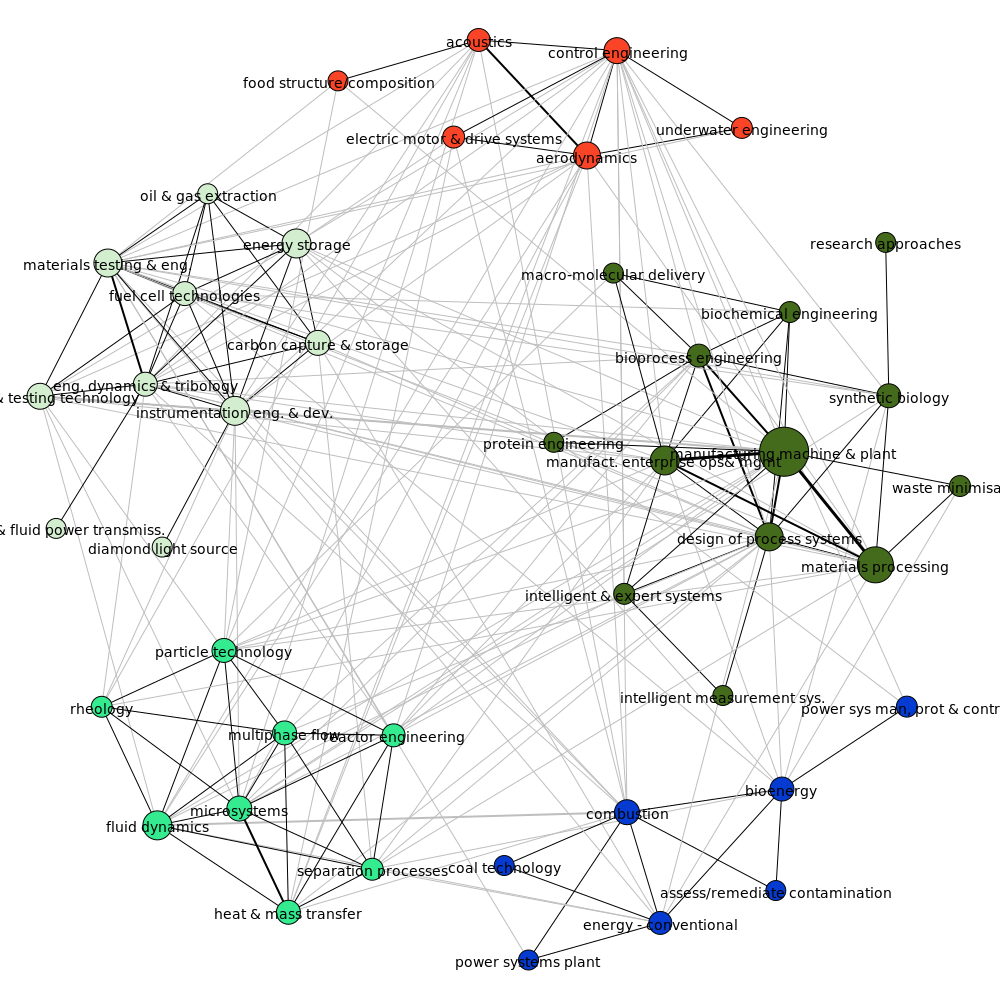 acoustics
control engineering
food structure/composition
electric motor & drive systems
underwater engineering
aerodynamics
oil & gas extraction
energy storage
research approaches
materials testing & eng.
macro-molecular delivery
fuel cell technologies
biochemical engineering
carbon capture & storage
bioprocess engineering
eng. dynamics & tribology
& testing technology
synthetic biology
instrumentation eng. & dev.
protein engineering
manufacturing machine & plant
manufact. enterprise ops& mgmt
waste minimisa
& fluid power transmiss.
design of process systems
diamond light source
materials processing
intelligent & expert systems
particle technology
intelligent measurement sys.
rheology
power sys man, prot & contr
multiphase flow
reactor engineering
bioenergy
microsystems
combustion
fluid dynamics
coal technology
separation processes
assess/remediate contamination
heat & mass transfer
energy - conventional
power systems plant